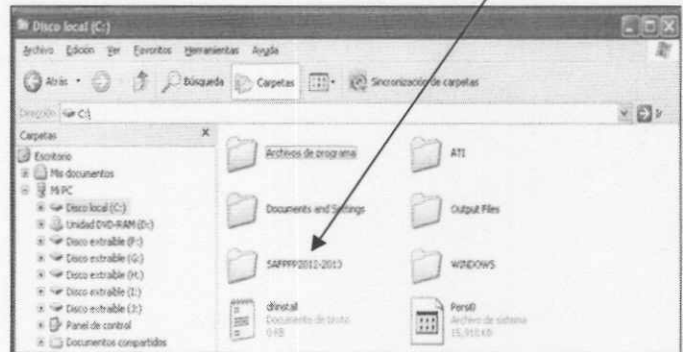 Disco local (C:)
Archivo Edición Ver Favoritos Herramientas Ayuda
Atrás Búsqueda Carpetas Sincronización de carpetas
Dirección C:\ Ir
Carpetas x
Escritorio
Mis documentos
Mi PC
Disco local (C:)
Unidad DVD-RAM (D:)
Disco extraíble (F:)
Disco extraíble (G:)
Disco extraíble (H:)
Disco extraíble (I:)
Disco extraíble (J:)
Panel de control
Documentos compartidos
Archivos de programa
ATI
Documents and Settings
Output Files
SAFPPP2012-2013
WINDOWS
Documento de texto
0 KB
Archivo de sistema